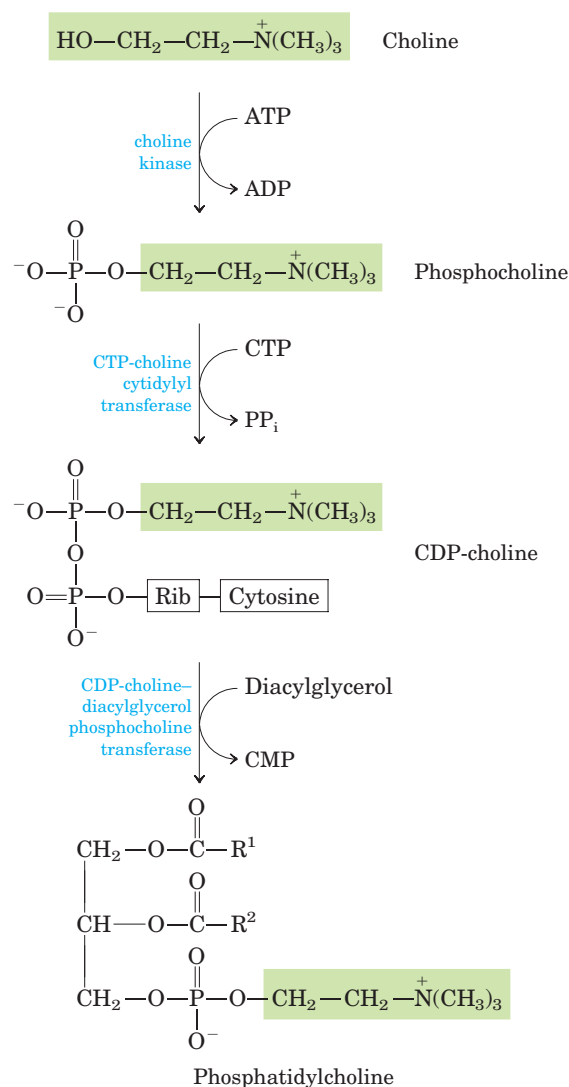 HO—CH₂—CH₂—N⁺(CH₃)₃ Choline
ATP
choline
kinase
ADP
O
⁻O—P—O—CH₂—CH₂—N⁺(CH₃)₃ Phosphocholine
⁻O
CTP
CTP-choline
cytidylyl
transferase
PPᵢ
O
⁻O—P—O—CH₂—CH₂—N⁺(CH₃)₃
O
CDP-choline
O=P—O—Rib—Cytosine
O⁻
Diacylglycerol
CDP-choline–
diacylglycerol
phosphocholine
transferase
CMP
O
CH₂—O—C—R¹
O
CH—O—C—R²
O
CH₂—O—P—O—CH₂—CH₂—N⁺(CH₃)₃
O⁻
Phosphatidylcholine